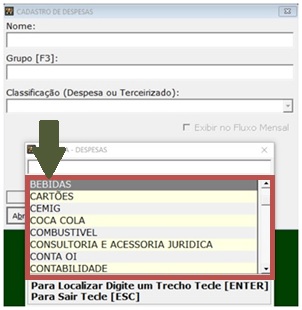 CADASTRO DE DESPESAS
Nome:
Grupo [F3]:
Classificação (Despesa ou Terceirizado):
Exibir no Fluxo Mensal
- DESPESAS
BEBIDAS
CARTÕES
CEMIG
COCA COLA
COMBUSTIVEL
CONSULTORIA E ACESSORIA JURIDICA
CONTA OI
CONTABILIDADE
Para Localizar Digite um Trecho Tecle [ENTER]
Para Sair Tecle [ESC]